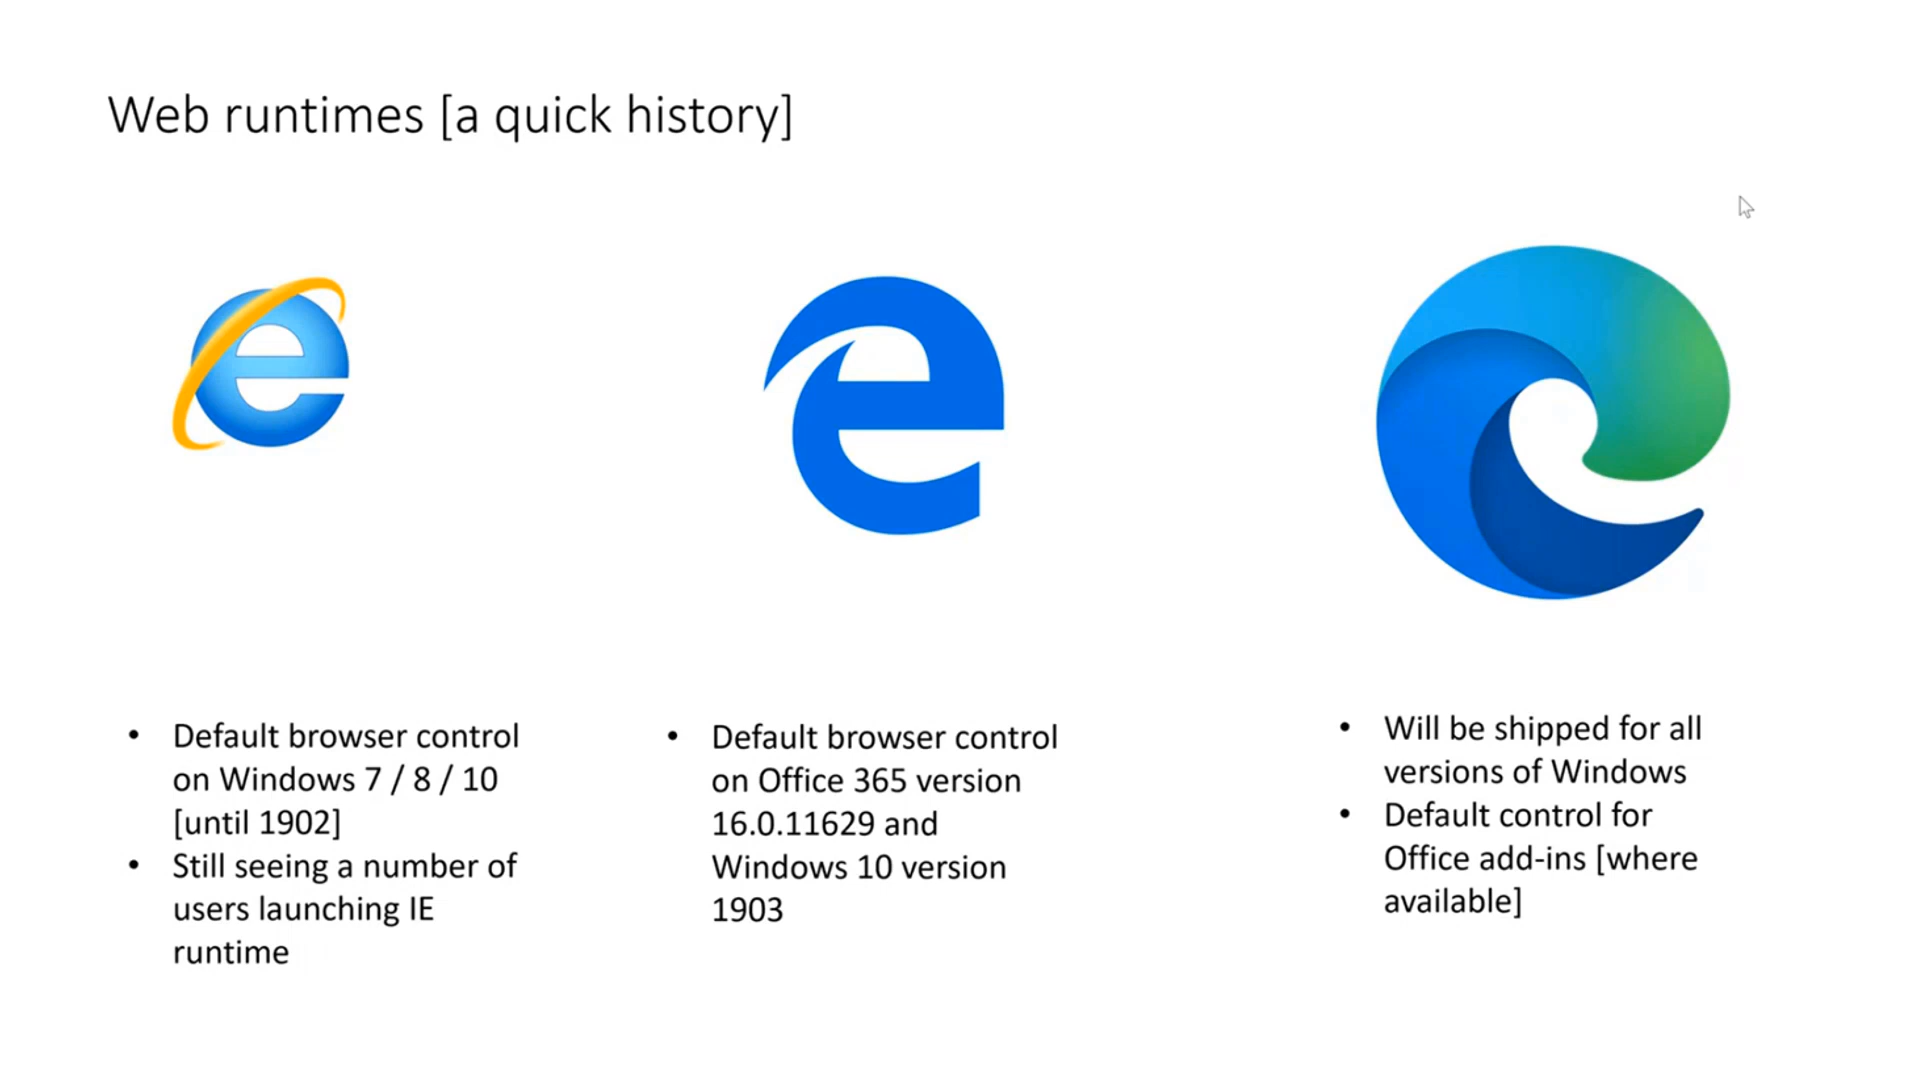 Web runtimes [a quick history]
• Default browser control
on Windows 7 / 8 / 10
[until 1902]
• Still seeing a number of
users launching IE
runtime
• Default browser control
on Office 365 version
16.0.11629 and
Windows 10 version
1903
• Will be shipped for all
versions of Windows
• Default control for
Office add-ins [where
available]